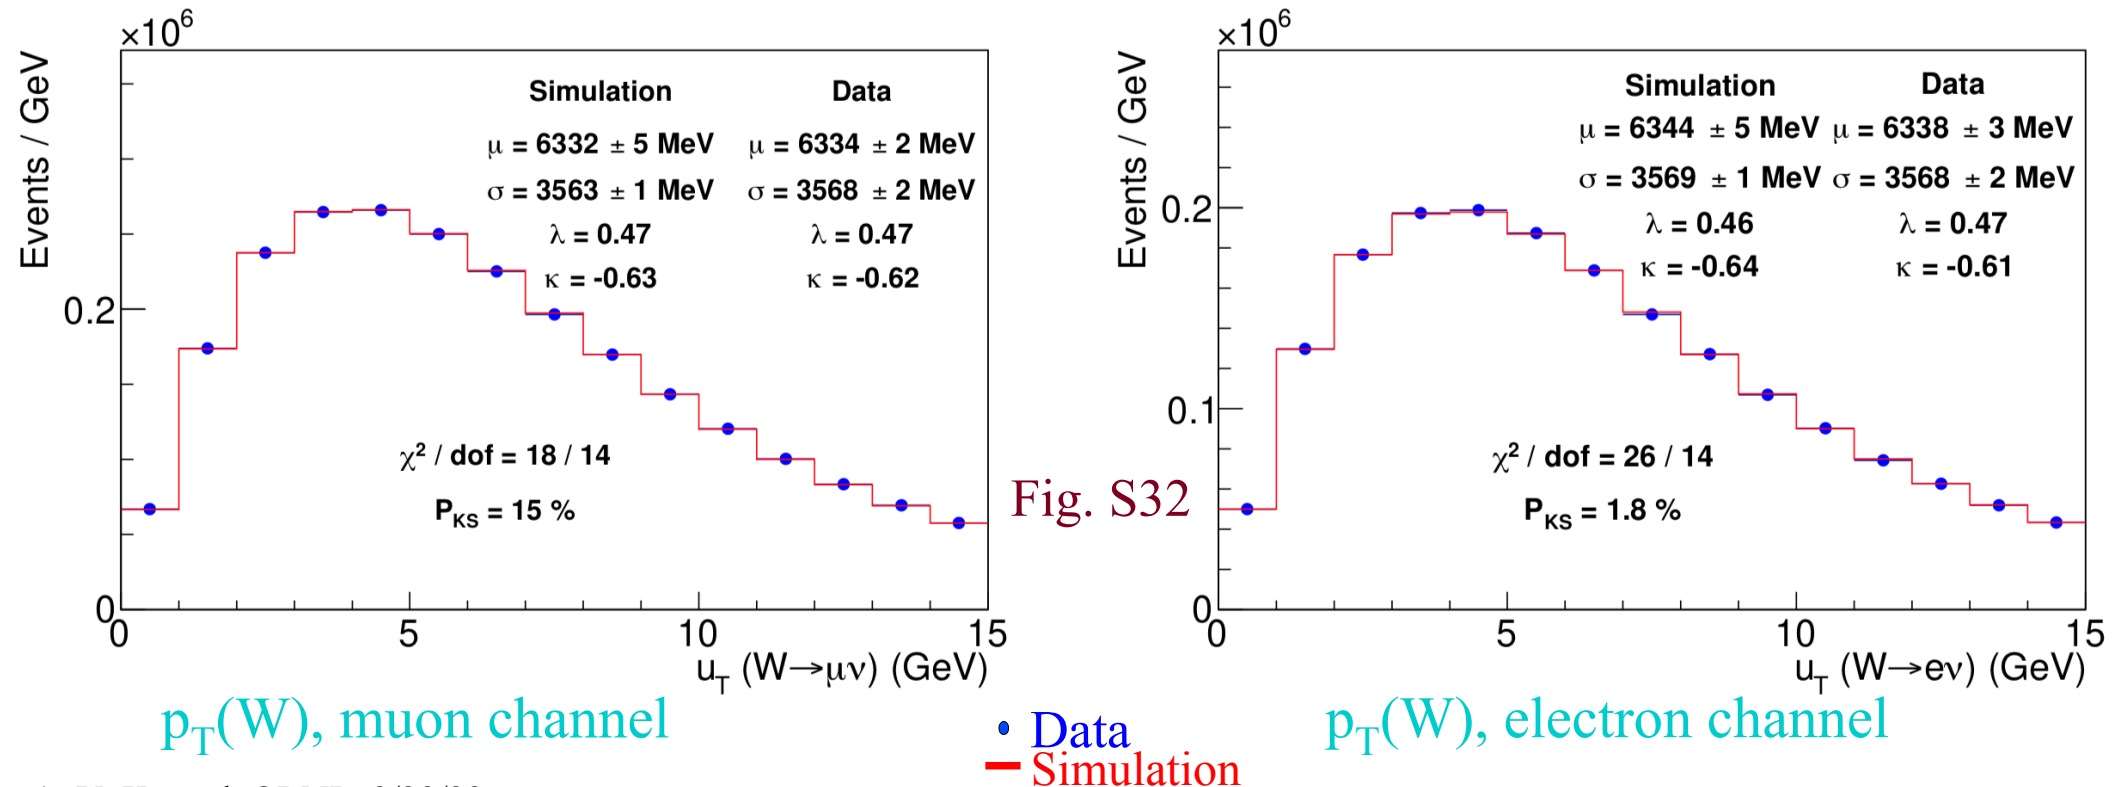 ×10⁶
Events / GeV
Simulation Data
μ = 6332 ± 5 MeV μ = 6334 ± 2 MeV
σ = 3563 ± 1 MeV σ = 3568 ± 2 MeV
λ = 0.47 λ = 0.47
κ = -0.63 κ = -0.62
0.2
χ² / dof = 18 / 14
P_KS = 15 %
0
0 5 10 15
u_T (W→μν) (GeV)
p_T(W), muon channel
Fig. S32
×10⁶
Events / GeV
Simulation Data
μ = 6344 ± 5 MeV μ = 6338 ± 3 MeV
σ = 3569 ± 1 MeV σ = 3568 ± 2 MeV
λ = 0.46 λ = 0.47
κ = -0.64 κ = -0.61
0.2
0.1
χ² / dof = 26 / 14
P_KS = 1.8 %
0
0 5 10 15
u_T (W→eν) (GeV)
p_T(W), electron channel
Data
Simulation